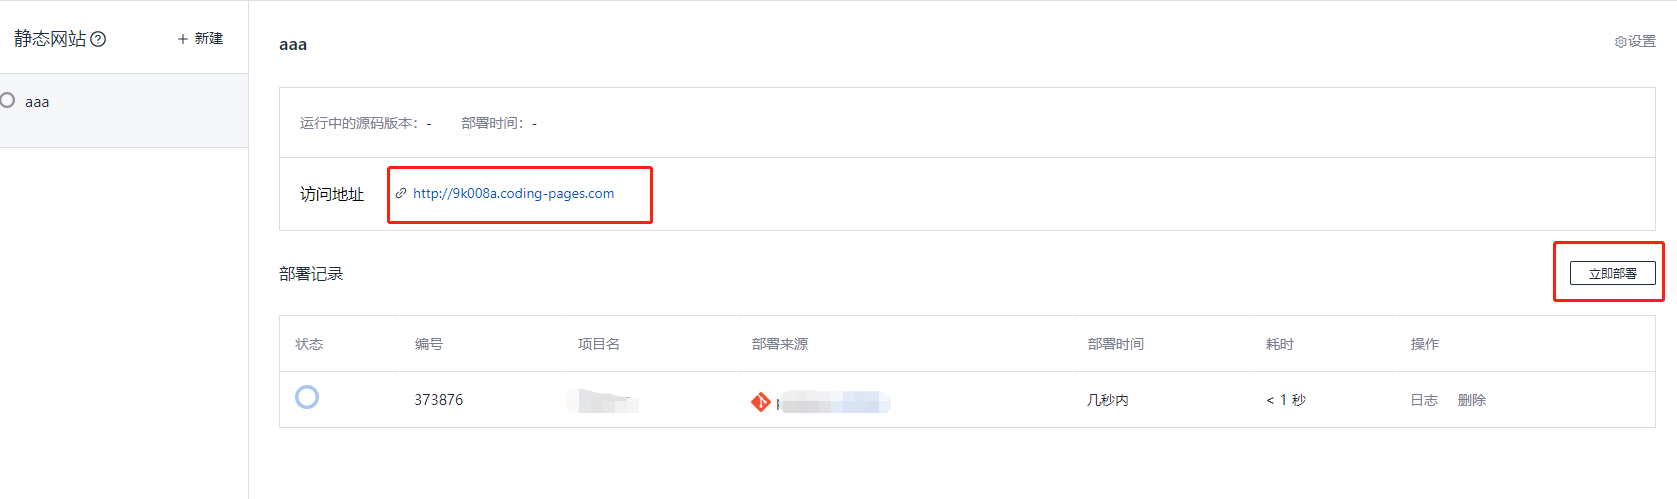 静态网站 + 新建
aaa
aaa
设置
运行中的源码版本: - 部署时间: -
访问地址 http://9k008a.coding-pages.com
部署记录 立即部署
状态 编号 项目名 部署来源 部署时间 耗时 操作
373876 几秒内 < 1 秒 日志 删除